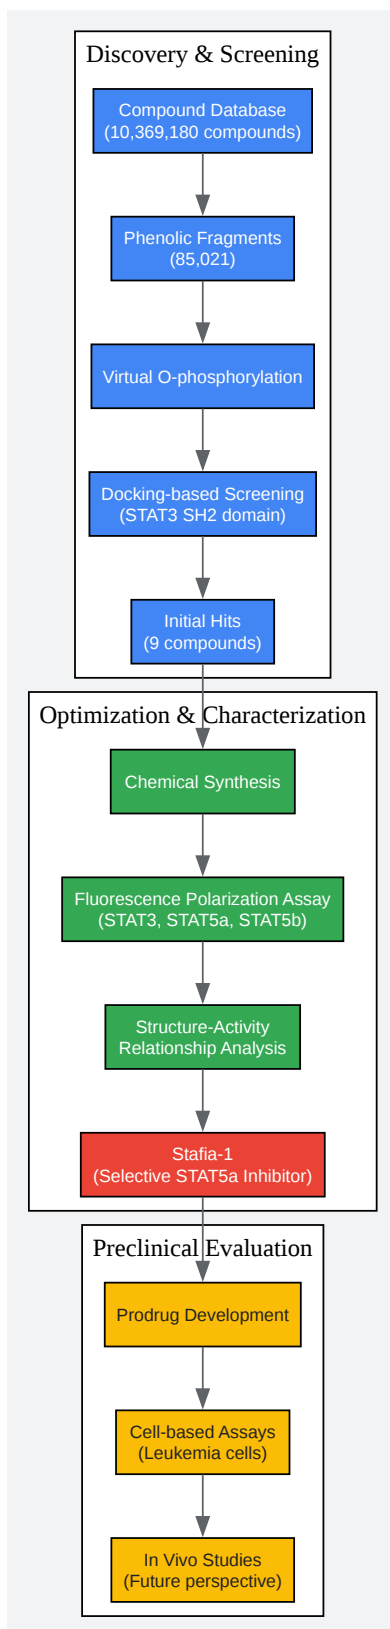 Discovery & Screening
Compound Database
(10,369,180 compounds)
Phenolic Fragments
(85,021)
Virtual O-phosphorylation
Docking-based Screening
(STAT3 SH2 domain)
Initial Hits
(9 compounds)
Optimization & Characterization
Chemical Synthesis
Fluorescence Polarization Assay
(STAT3, STAT5a, STAT5b)
Structure-Activity
Relationship Analysis
Stafia-1
(Selective STAT5a Inhibitor)
Preclinical Evaluation
Prodrug Development
Cell-based Assays
(Leukemia cells)
In Vivo Studies
(Future perspective)